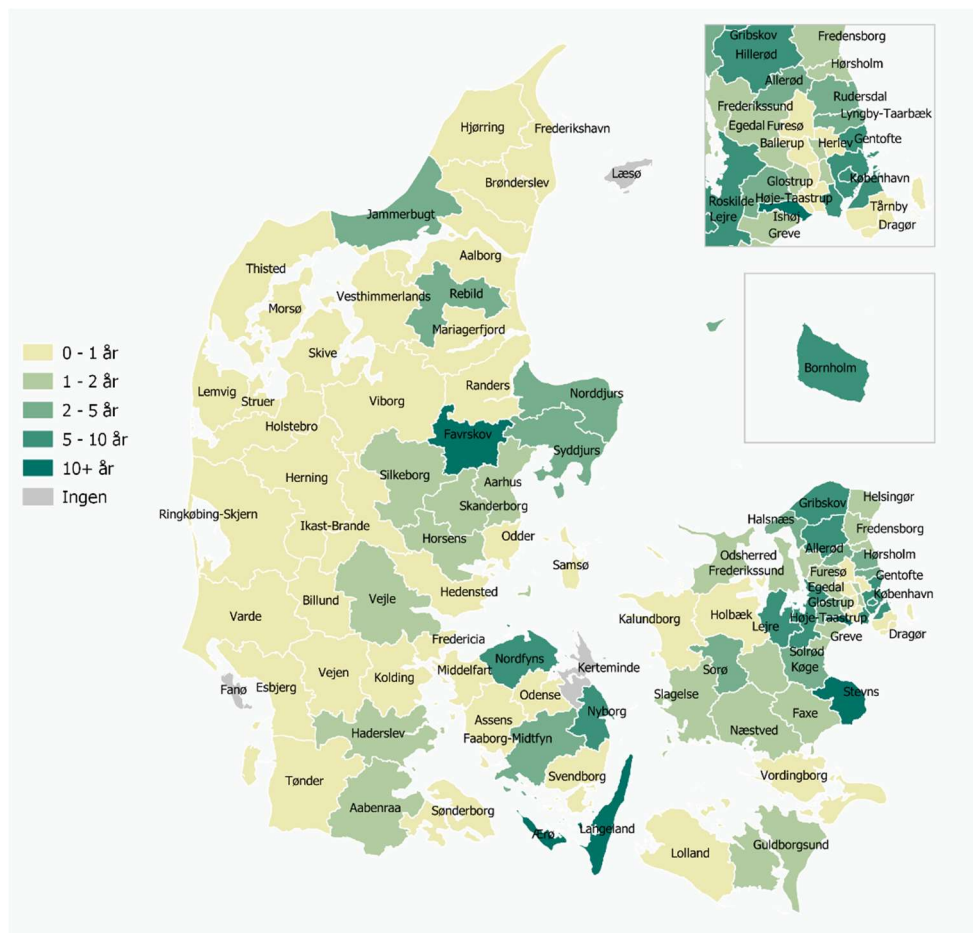 Gribskov
Fredensborg
Hillerød
Hørsholm
Allerød
Rudersdal
Frederikssund
Lyngby-Taarbæk
Egedal
Furesø
Gentofte
Ballerup
Herlev
Glostrup
København
Høje-Taastrup
Roskilde
Tårnby
Lejre
Ishøj
Dragør
Greve
Hjørring
Frederikshavn
Læsø
Brønderslev
Jammerbugt
Aalborg
Thisted
Vesthimmerlands
Rebild
Morsø
Mariagerfjord
Skive
0 - 1 år
1 - 2 år
2 - 5 år
5 - 10 år
10+ år
Ingen
Bornholm
Lemvig
Struer
Randers
Viborg
Norddjurs
Holstebro
Favrskov
Syddjurs
Silkeborg
Herning
Aarhus
Skanderborg
Ringkøbing-Skjern
Ikast-Brande
Horsens
Odder
Samsø
Hedensted
Billund
Vejle
Varde
Fredericia
Vejen
Kolding
Middelfart
Nordfyns
Kerteminde
Fanø
Esbjerg
Odense
Nyborg
Assens
Faaborg-Midtfyn
Haderslev
Svendborg
Tønder
Aabenraa
Sønderborg
Ærø
Langeland
Helsingør
Gribskov
Halsnæs
Fredensborg
Allerød
Hørsholm
Odsherred
Frederikssund
Furesø
Gentofte
Egedal
København
Glostrup
Kalundborg
Holbæk
Lejre
Høje-Taastrup
Greve
Dragør
Solrød
Køge
Sorø
Slagelse
Stevns
Faxe
Næstved
Vordingborg
Guldborgsund
Lolland